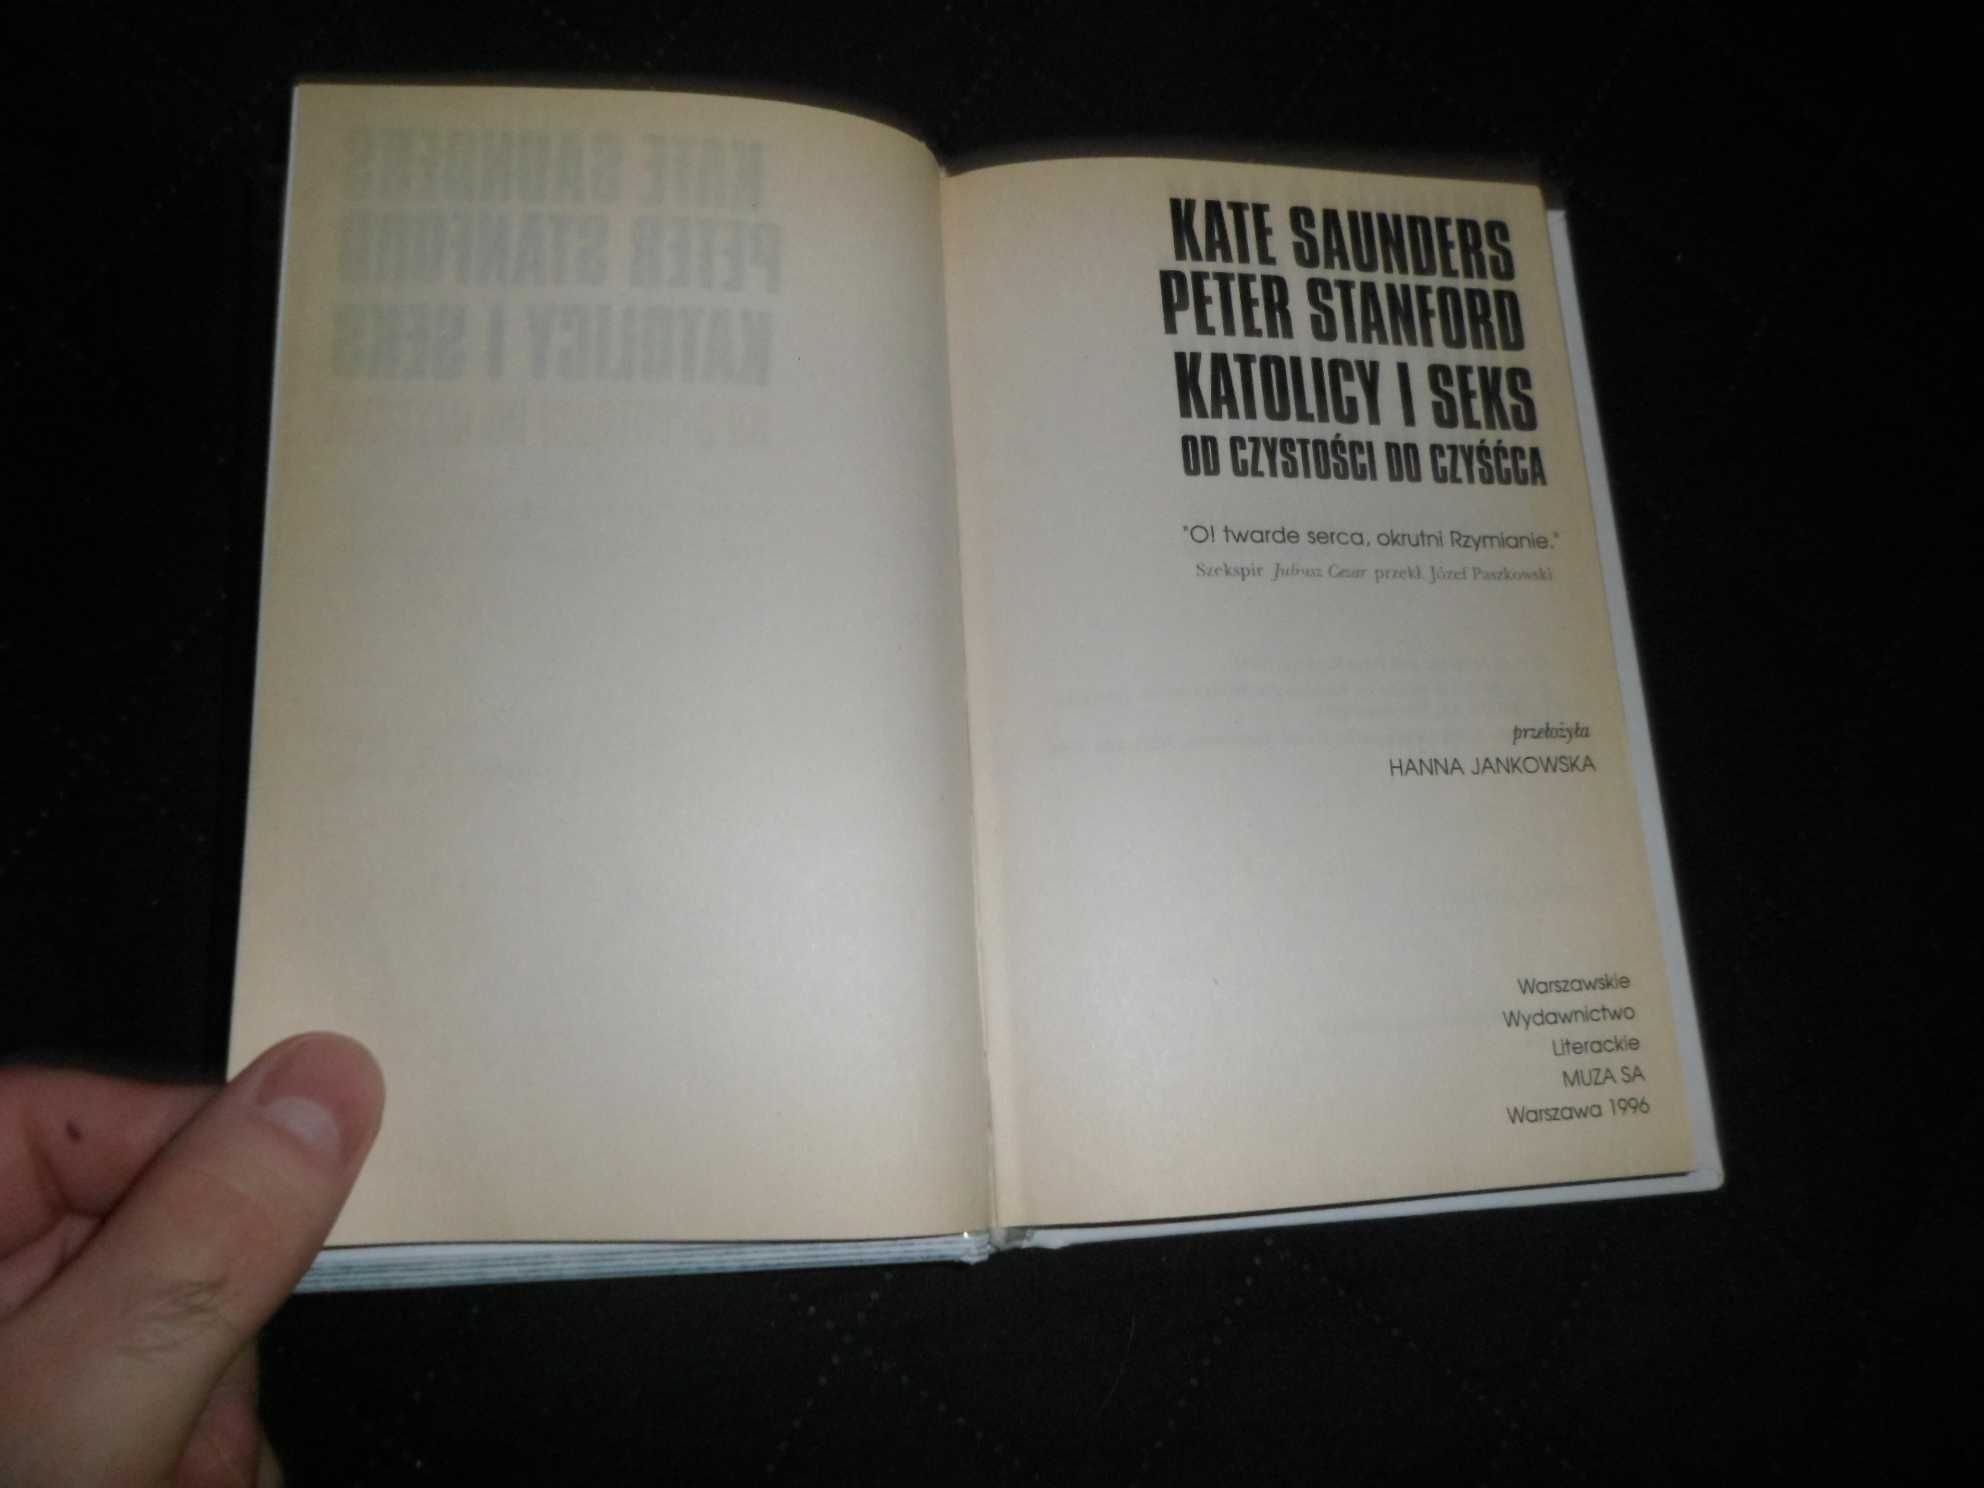 KATE SAUNDERS
PETER STANFORD
KATOLICY I SEKS
OD CZYSTOŚCI DO CZYŚĆCA
"O! twarde serca, okrutni Rzymianie."
Szekspir Juliusz Cezar przekł. Józef Paszkowski
przełożyła
HANNA JANKOWSKA
Warszawskie
Wydawnictwo
Literackie
MUZA SA
Warszawa 1996